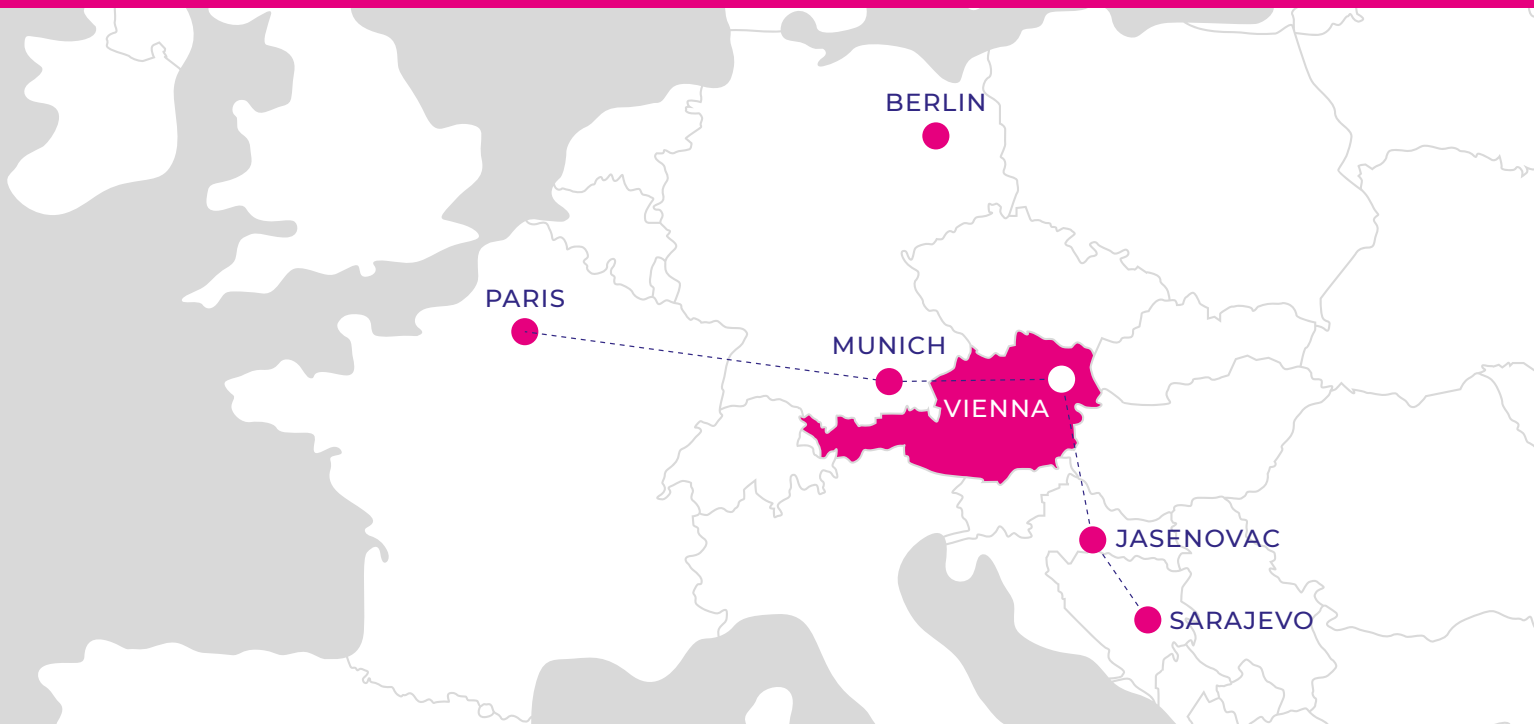 BERLIN
PARIS
MUNICH
VIENNA
JASENOVAC
SARAJEVO